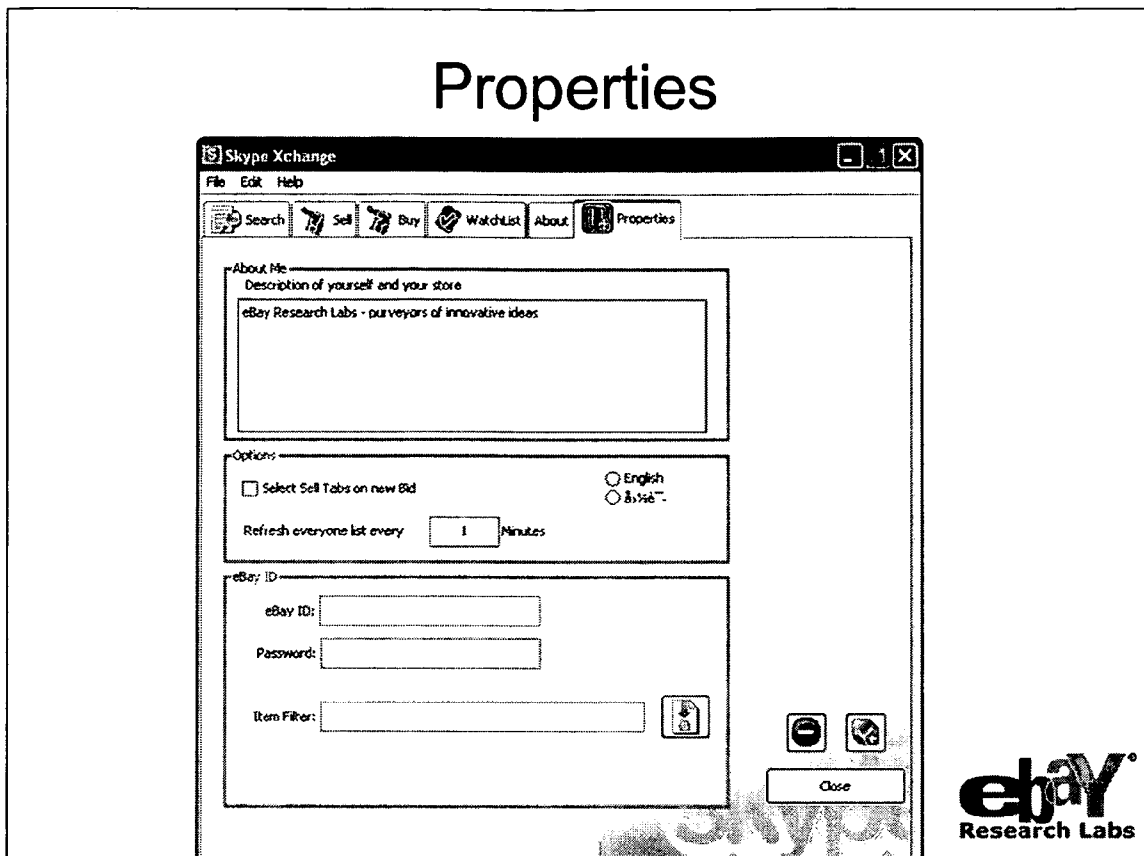 Properties
Skype Xchange
File Edit Help
Search Sell Buy WatchList About Properties
About Me
Description of yourself and your store
eBay Research Labs - purveyors of innovative ideas
Options
Select Sell Tabs on new Bid
English
Refresh everyone list every 1 Minutes
eBay ID
eBay ID:
Password:
Item Filter:
Close
skype
ebaY
Research Labs